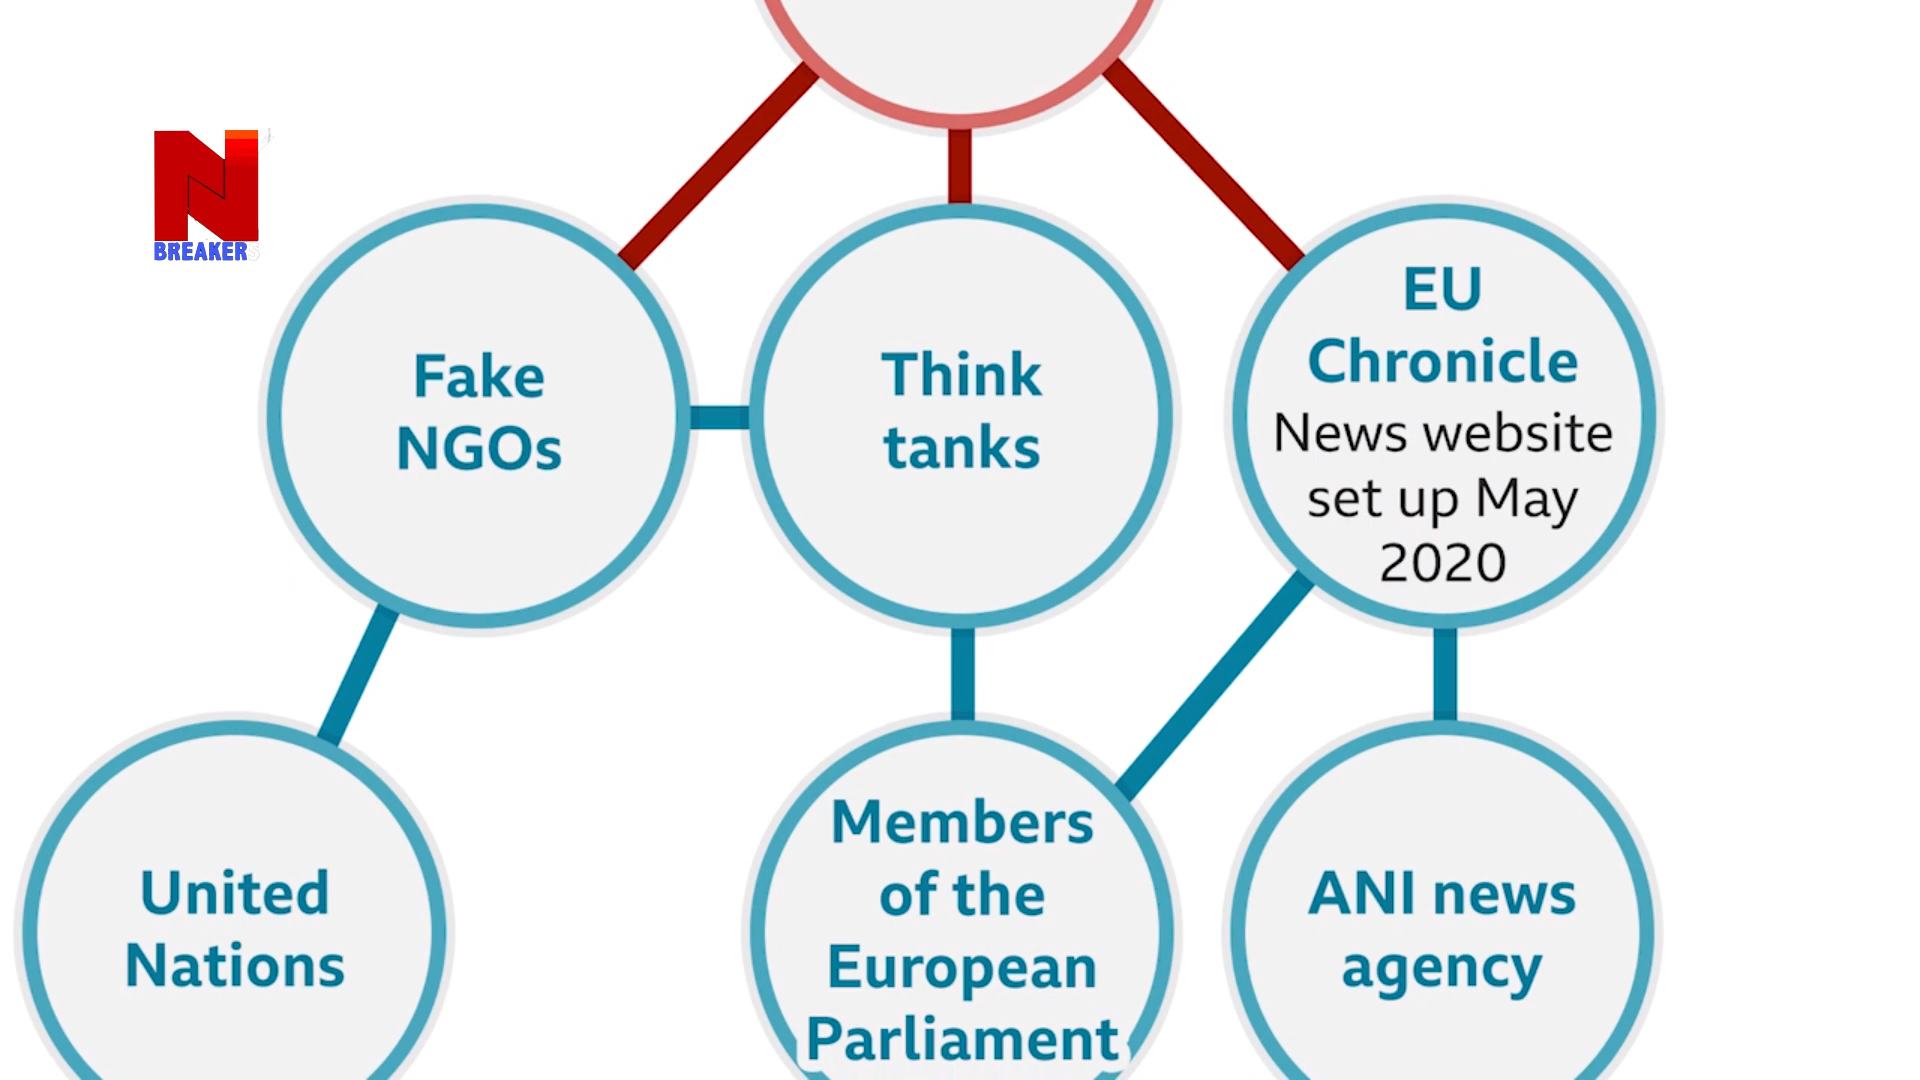 N
BREAKERS
Fake
NGOs
Think
tanks
EU
Chronicle
News website
set up May
2020
United
Nations
Members
of the
European
Parliament
ANI news
agency